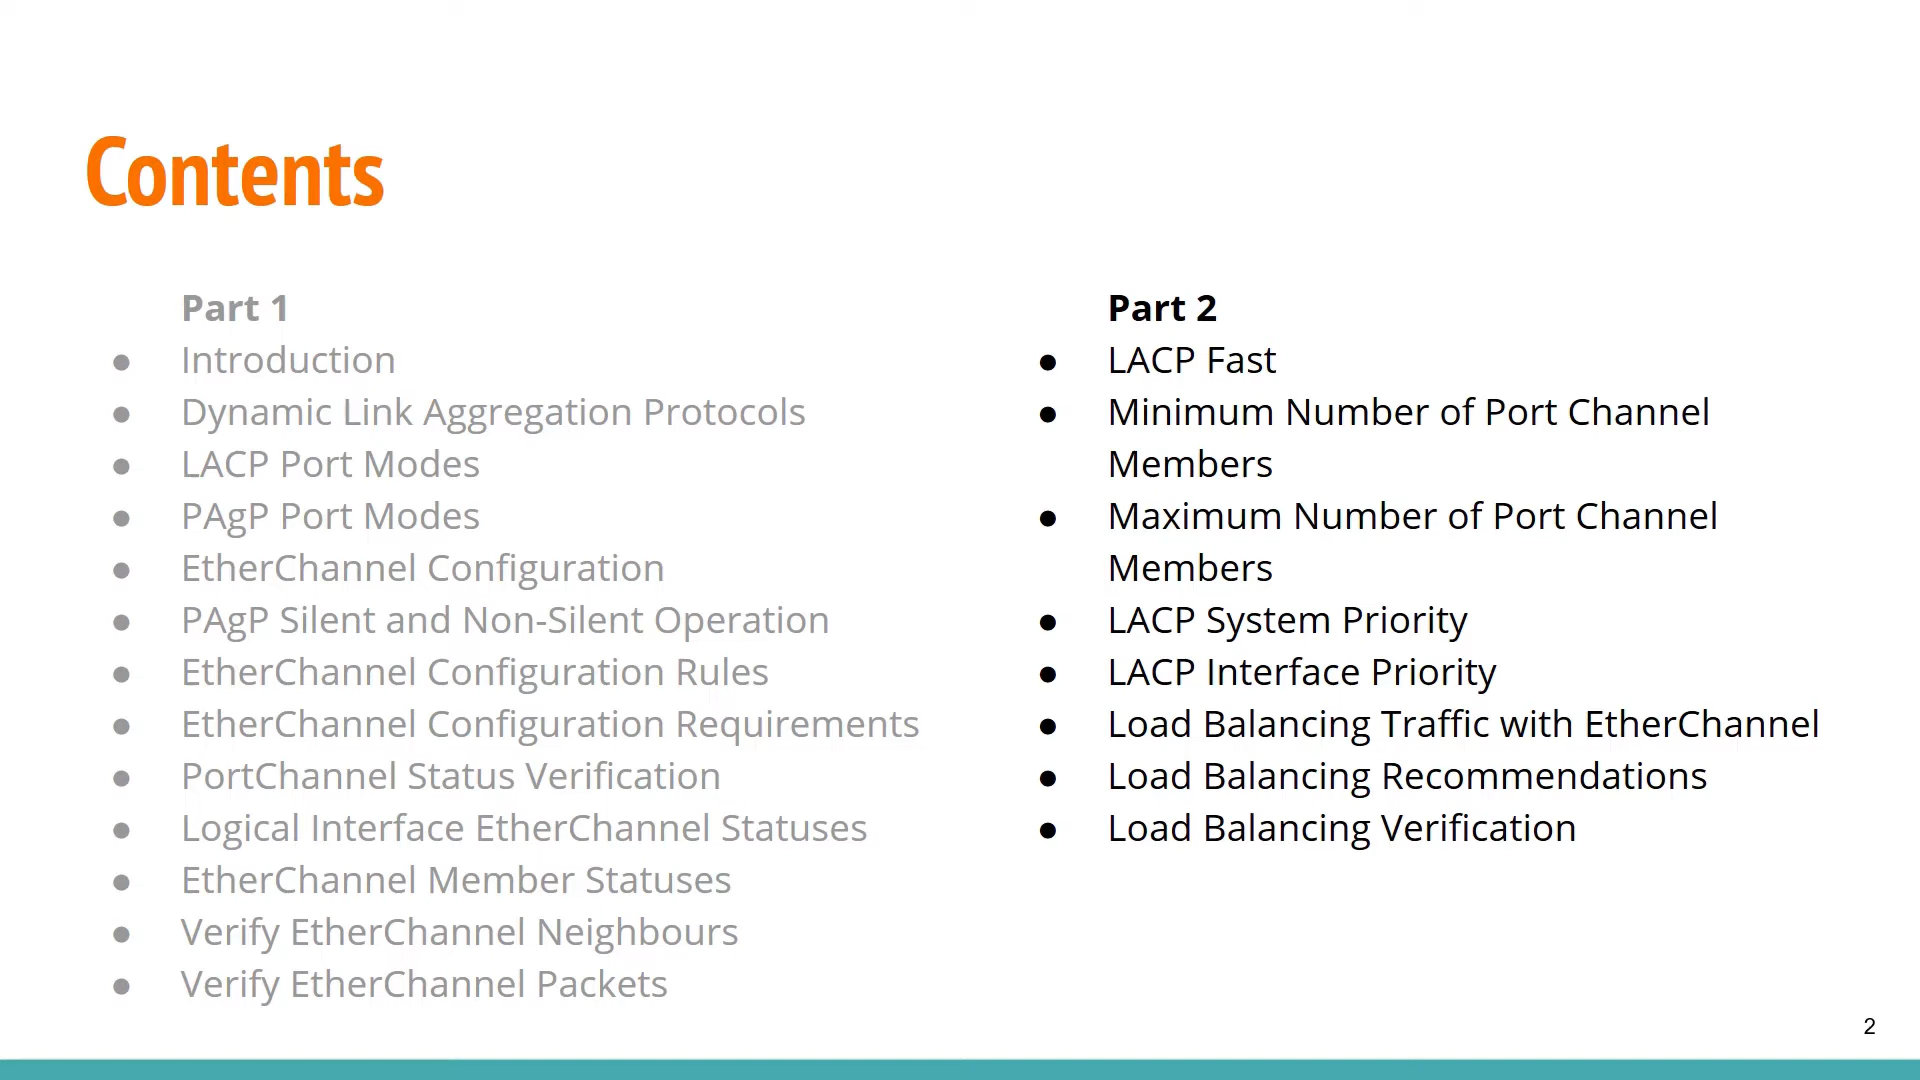 Contents
Part 1
● Introduction
● Dynamic Link Aggregation Protocols
● LACP Port Modes
● PAgP Port Modes
● EtherChannel Configuration
● PAgP Silent and Non-Silent Operation
● EtherChannel Configuration Rules
● EtherChannel Configuration Requirements
● PortChannel Status Verification
● Logical Interface EtherChannel Statuses
● EtherChannel Member Statuses
● Verify EtherChannel Neighbours
● Verify EtherChannel Packets
Part 2
● LACP Fast
● Minimum Number of Port Channel
Members
● Maximum Number of Port Channel
Members
● LACP System Priority
● LACP Interface Priority
● Load Balancing Traffic with EtherChannel
● Load Balancing Recommendations
● Load Balancing Verification
2